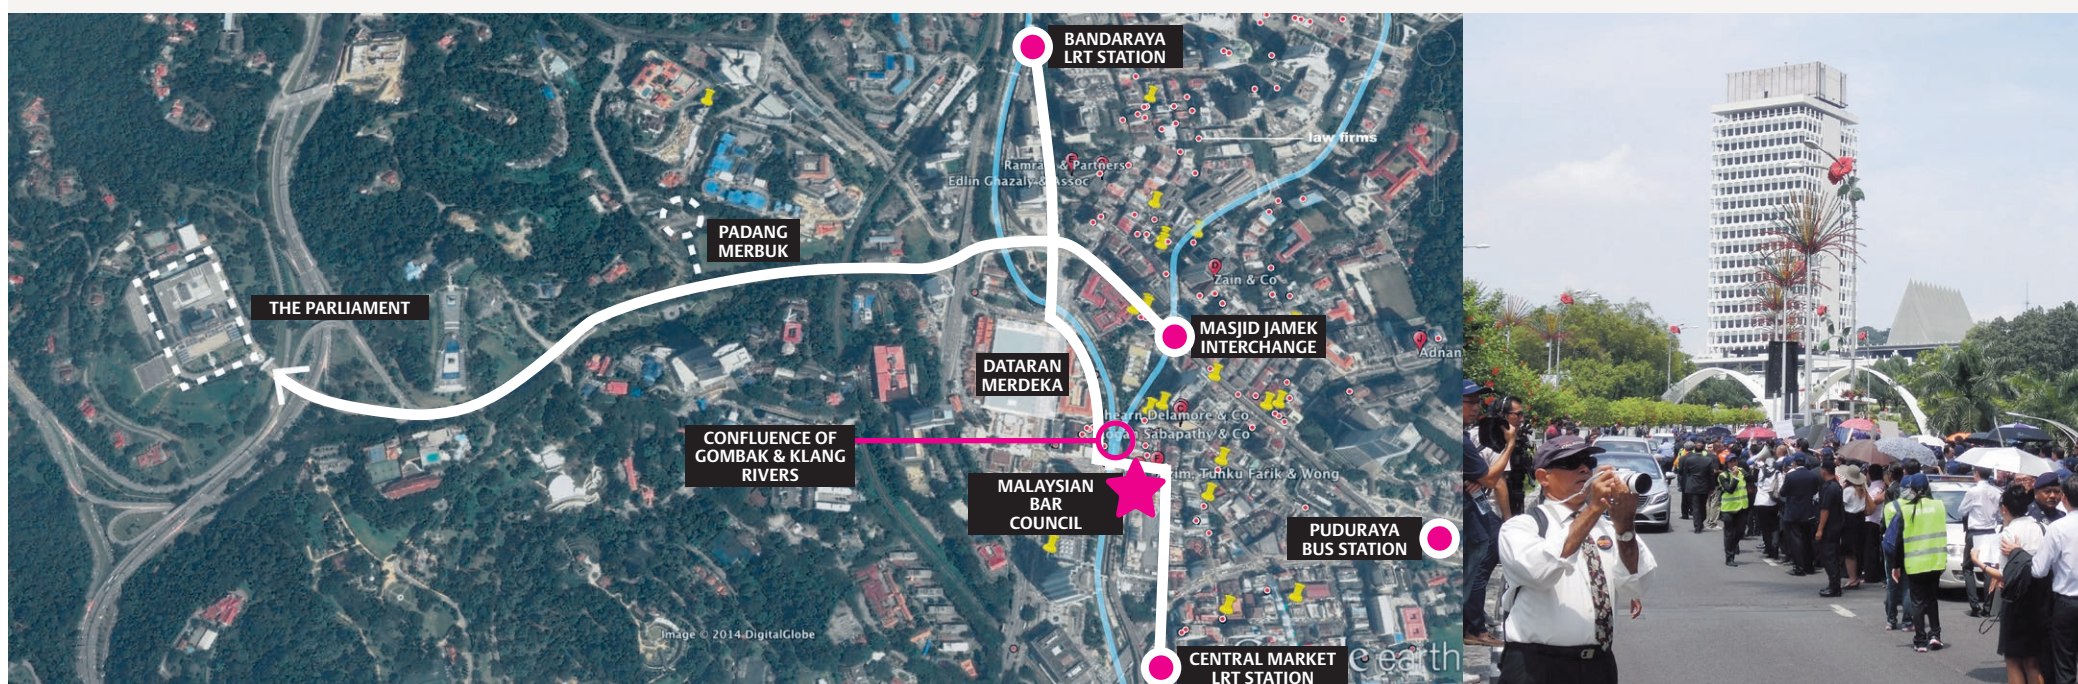 BANDARAYA
LRT STATION
law firms
& Partners
Edlin Ghazaly & Assoc
PADANG
MERBUK
Zain & Co
THE PARLIAMENT
MASJID JAMEK
INTERCHANGE
Adnan
DATARAN
MERDEKA
Delamore & Co
Sabapathy & Co
CONFLUENCE OF
GOMBAK & KLANG
RIVERS
Tunku Farik & Wong
MALAYSIAN
BAR
COUNCIL
PUDURAYA
BUS STATION
Image © 2014 DigitalGlobe
earth
CENTRAL MARKET
LRT STATION